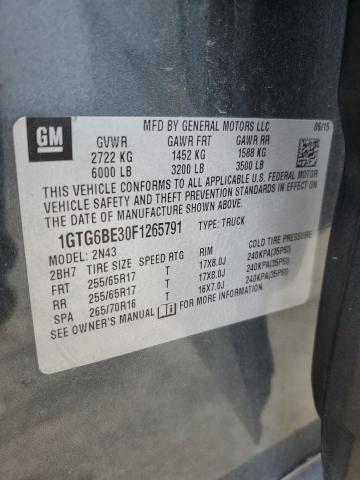 GM
MFD BY GENERAL MOTORS LLC 06/15
GVWR GAWR FRT GAWR RR
2722 KG 1452 KG 1588 KG
6000 LB 3200 LB 3500 LB
THIS VEHICLE CONFORMS TO ALL APPLICABLE U.S. FEDERAL MOTOR
VEHICLE SAFETY AND THEFT PREVENTION STANDARDS IN EFFECT ON
THE DATE OF MANUFACTURE SHOWN ABOVE.
1GTG6BE30F1265791 TYPE: TRUCK
MODEL: 2N43
2BH7 TIRE SIZE SPEED RTG RIM COLD TIRE PRESSURE
FRT 255/65R17 T 17X8.0J 240KPA(35PSI)
RR 255/65R17 T 17X8.0J 240KPA(35PSI)
SPA 265/70R16 T 16X7.0J 240KPA(35PSI)
SEE OWNER'S MANUAL FOR MORE INFORMATION.